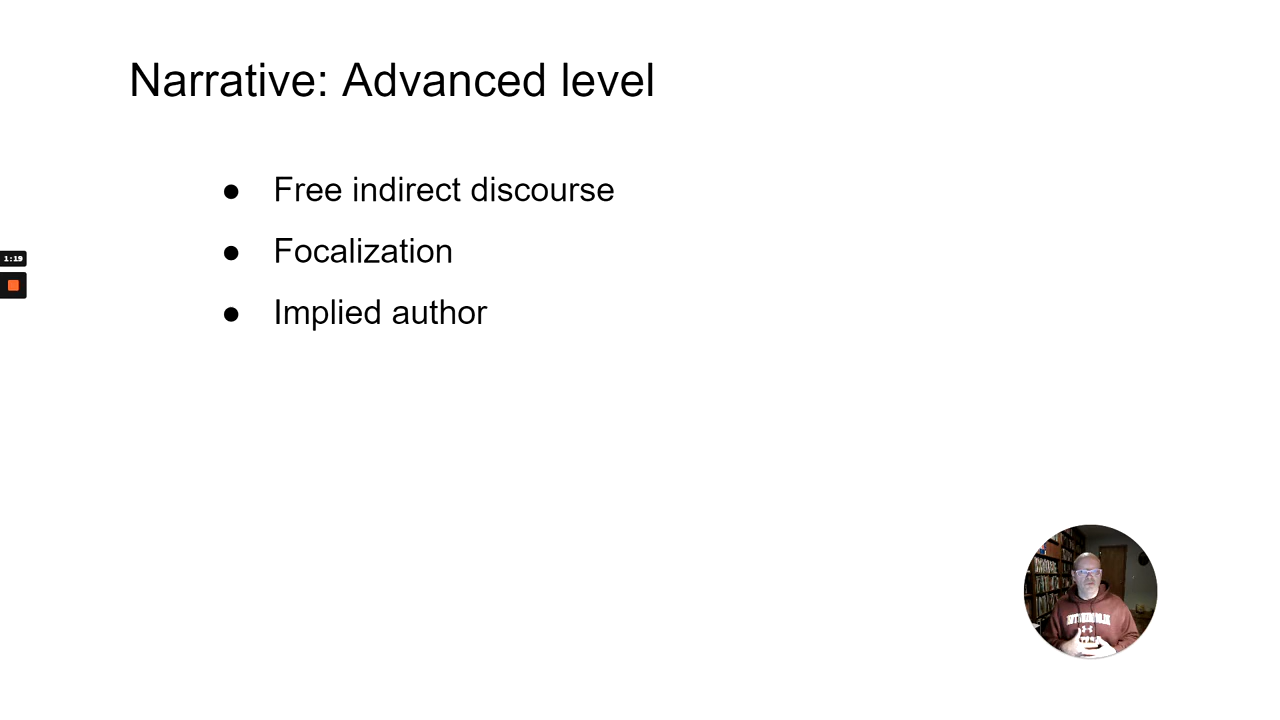 Narrative: Advanced level
● Free indirect discourse
● Focalization
● Implied author
1:19